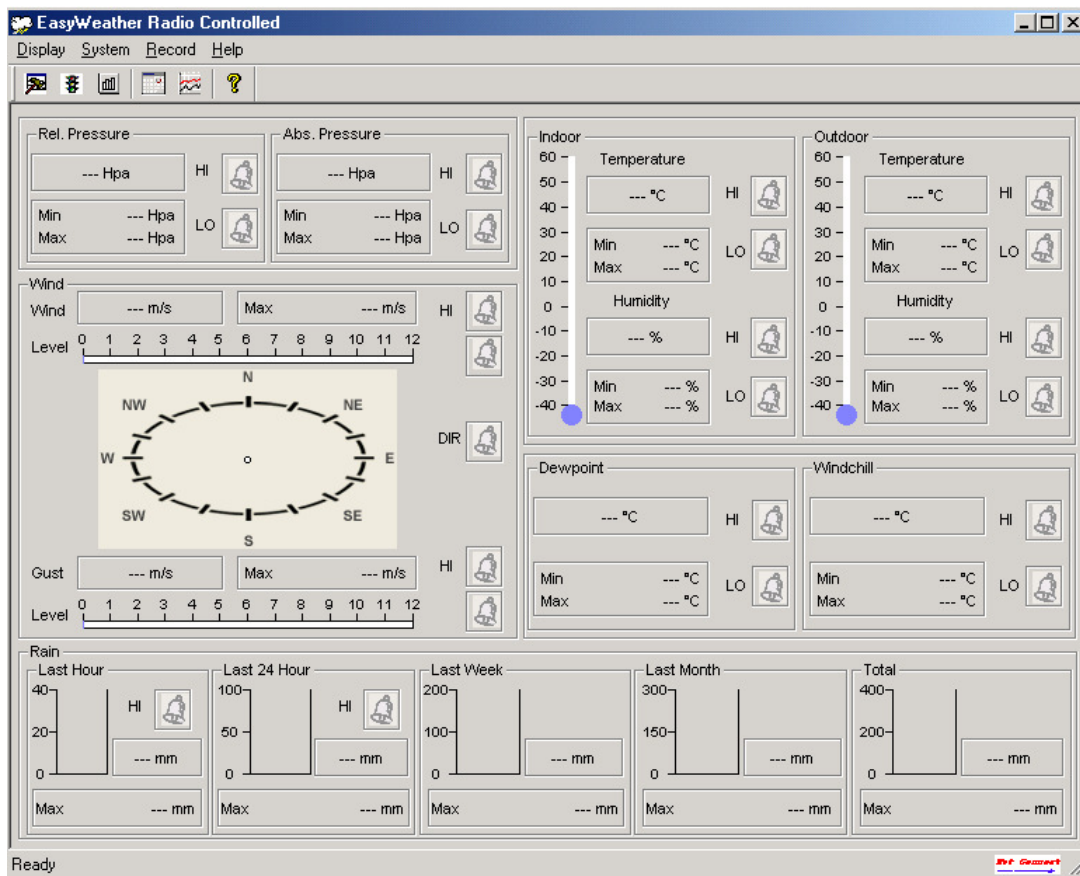 EasyWeather Radio Controlled
Display System Record Help
Rel. Pressure
--- Hpa
HI
Min --- Hpa
Max --- Hpa
LO
Abs. Pressure
--- Hpa
HI
Min --- Hpa
Max --- Hpa
LO
Wind
Wind --- m/s Max --- m/s HI
Level 0 1 2 3 4 5 6 7 8 9 10 11 12
N
NW NE
W E
SW SE
S
DIR
Gust --- m/s Max --- m/s HI
Level 0 1 2 3 4 5 6 7 8 9 10 11 12
Indoor
60
50
40
30
20
10
0
-10
-20
-30
-40
Temperature
--- °C
HI
Min --- °C
Max --- °C
LO
Humidity
--- %
HI
Min --- %
Max --- %
LO
Outdoor
60
50
40
30
20
10
0
-10
-20
-30
-40
Temperature
--- °C
HI
Min --- °C
Max --- °C
LO
Humidity
--- %
HI
Min --- %
Max --- %
LO
Dewpoint
--- °C
HI
Min --- °C
Max --- °C
LO
Windchill
--- °C
HI
Min --- °C
Max --- °C
LO
Rain
Last Hour
40
20
0
HI
--- mm
Max --- mm
Last 24 Hour
100
50
0
HI
--- mm
Max --- mm
Last Week
200
100
0
--- mm
Max --- mm
Last Month
300
150
0
--- mm
Max --- mm
Total
400
200
0
--- mm
Max --- mm
Ready